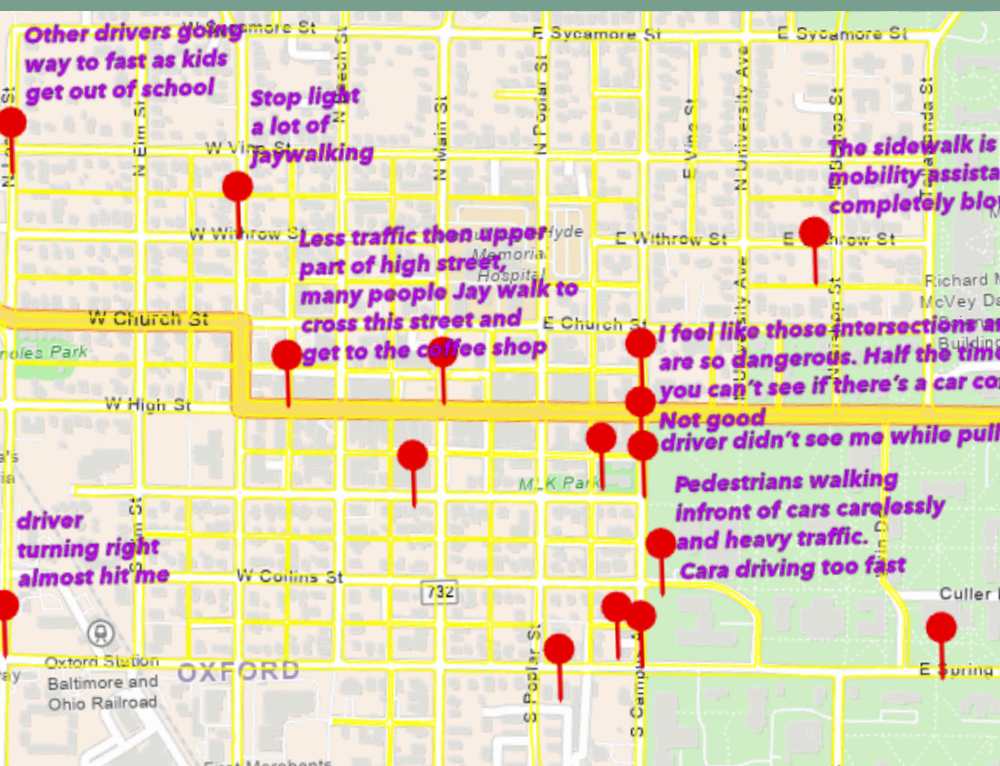 Other drivers going
way to fast as kids
get out of school
E Sycamore St
E Sycamore St
Stop light
a lot of
jaywalking
N Elm St
N Main St
N Poplar St
E Vine St
N University Ave
The sidewalk is
mobility assista
completely blo
W Withrow St
E Withrow St
Less traffic then upper
part of high street,
many people Jay walk to
cross this street and
get to the coffee shop
Hyde
Memorial
Hospital
Richard M
McVey Da
Building
W Church St
E Church St
I feel like those intersections a
are so dangerous. Half the time
you can't see if there's a car co
Not good
driver didn't see me while pull
W High St
MLK Park
Pedestrians walking
infront of cars carelessly
and heavy traffic.
Cara driving too fast
driver
turning right
almost hit me
W Collins St
732
Culler
Oxford Station
Baltimore and
Ohio Railroad
OXFORD
S Poplar St
E Spring